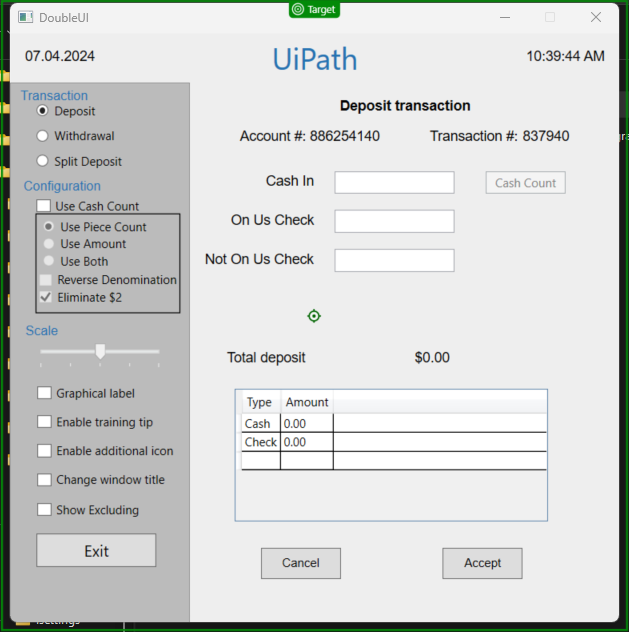 Target
DoubleUI
07.04.2024
UiPath
10:39:44 AM
Transaction
Deposit
Withdrawal
Split Deposit
Configuration
Use Cash Count
Use Piece Count
Use Amount
Use Both
Reverse Denomination
Eliminate $2
Scale
Graphical label
Enable training tip
Enable additional icon
Change window title
Show Excluding
Exit
Deposit transaction
Account #: 886254140 Transaction #: 837940
Cash In Cash Count
On Us Check
Not On Us Check
Total deposit $0.00
Type Amount
Cash 0.00
Check 0.00
Cancel Accept